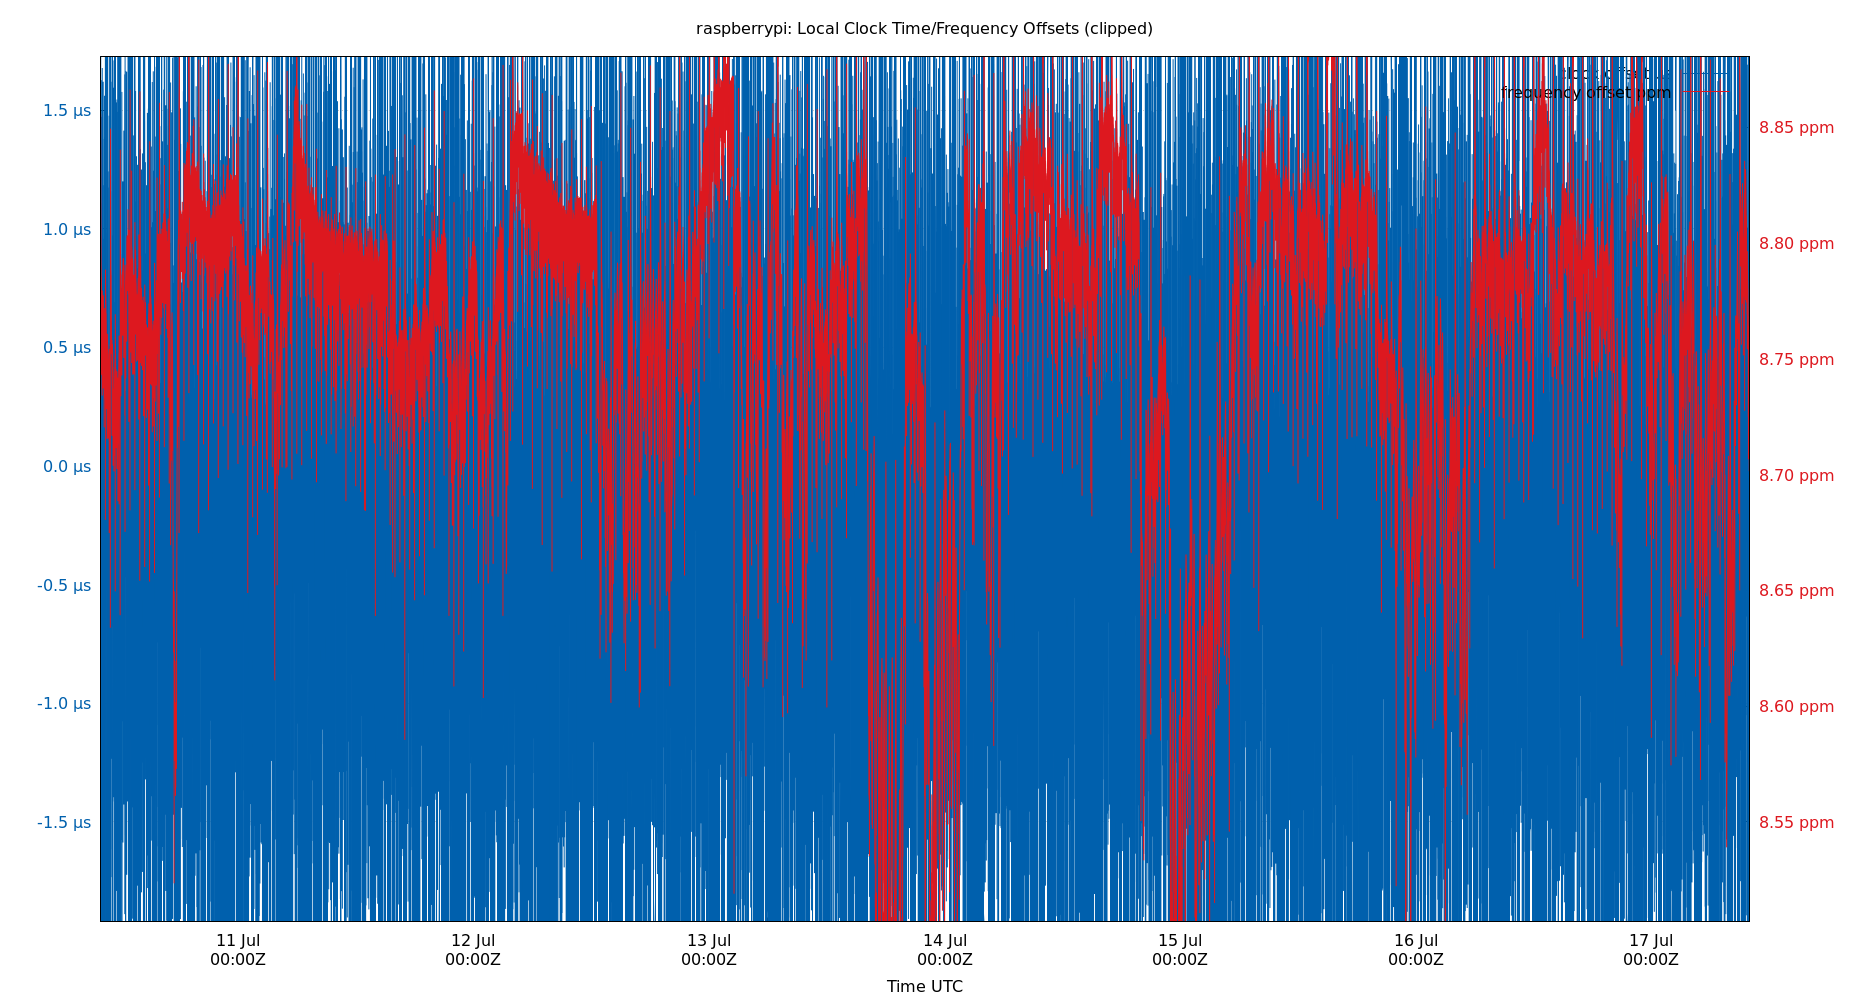 raspberrypi: Local Clock Time/Frequency Offsets (clipped)
clock offset
frequency offset ppm
1.5 µs
1.0 µs
0.5 µs
0.0 µs
-0.5 µs
-1.0 µs
-1.5 µs
8.85 ppm
8.80 ppm
8.75 ppm
8.70 ppm
8.65 ppm
8.60 ppm
8.55 ppm
11 Jul
00:00Z
12 Jul
00:00Z
13 Jul
00:00Z
14 Jul
00:00Z
15 Jul
00:00Z
16 Jul
00:00Z
17 Jul
00:00Z
Time UTC